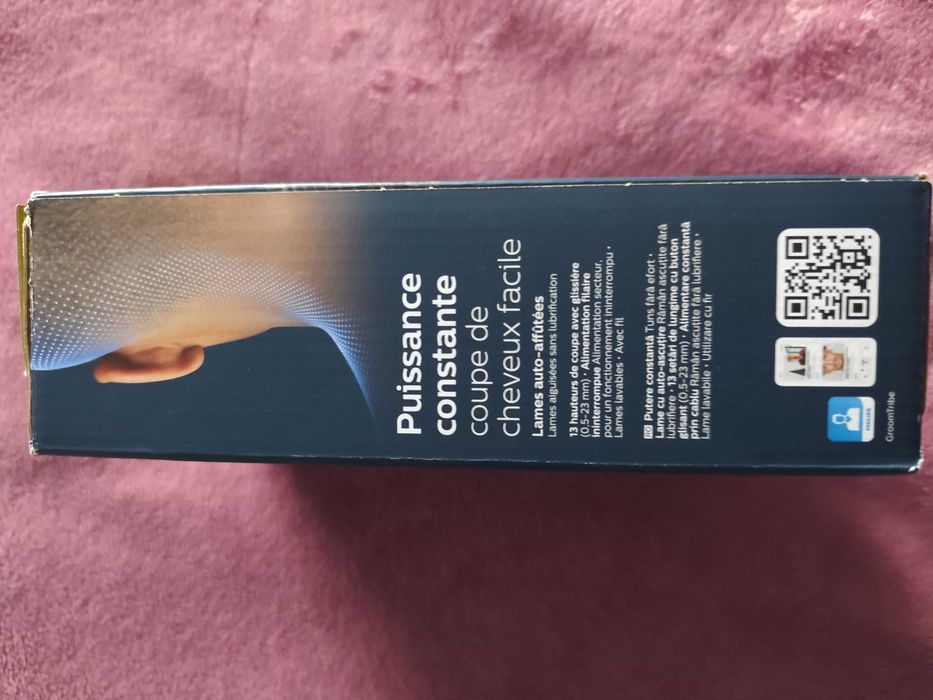 Puissance
constante
coupe de
cheveux facile
Lames auto-affûtées
Lames aiguisées sans lubrification
13 hauteurs de coupe avec glissière
(0,5-23 mm) • Alimentation filaire
ininterrompue Alimentation secteur,
pour un fonctionnement ininterrompu •
Lames lavables • Avec fil
RO Putere constantă Tuns fără efort •
Lame cu auto-ascuțire Rămân ascuțite fără
lubrifiere • 13 setări de lungime cu buton
glisant (0,5-23 mm) • Alimentare constantă
prin cablu Rămân ascuțite fără lubrifiere •
Lame lavabile • Utilizare cu fir
PHILIPS
GroomTribe